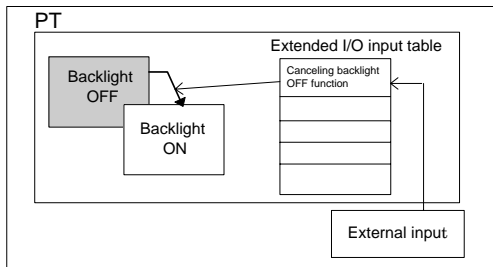 PT
Extended I/O input table
Backlight
OFF
Canceling backlight
OFF function
Backlight
ON
External input